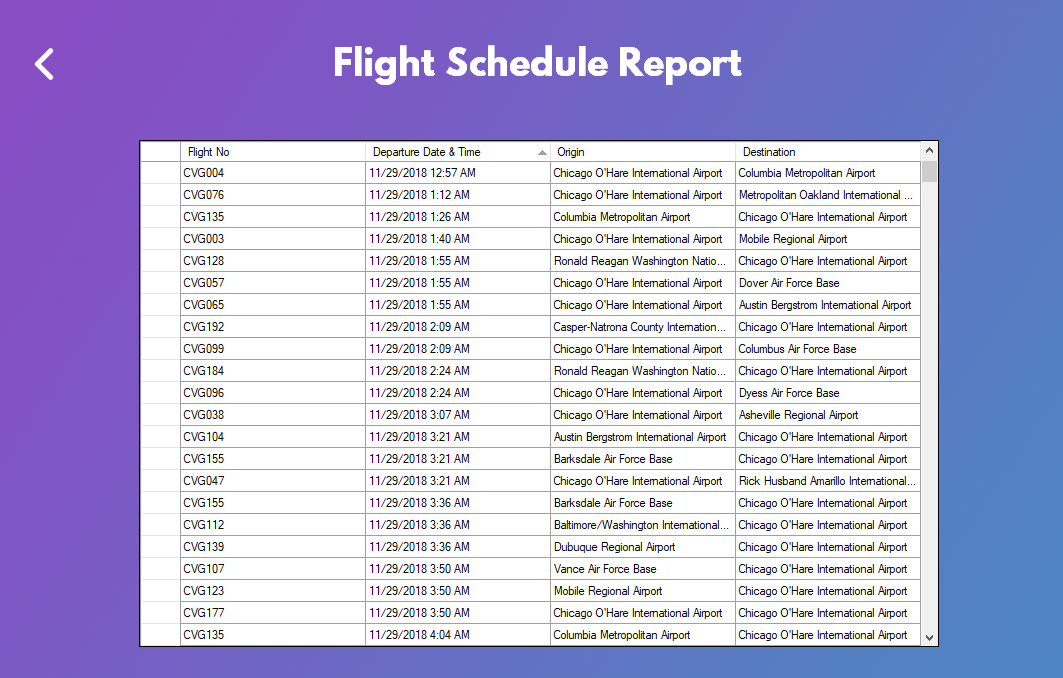 Flight Schedule Report
Flight No Departure Date & Time Origin Destination
CVG004 11/29/2018 12:57 AM Chicago O'Hare International Airport Columbia Metropolitan Airport
CVG076 11/29/2018 1:12 AM Chicago O'Hare International Airport Metropolitan Oakland International ...
CVG135 11/29/2018 1:26 AM Columbia Metropolitan Airport Chicago O'Hare International Airport
CVG003 11/29/2018 1:40 AM Chicago O'Hare International Airport Mobile Regional Airport
CVG128 11/29/2018 1:55 AM Ronald Reagan Washington Natio... Chicago O'Hare International Airport
CVG057 11/29/2018 1:55 AM Chicago O'Hare International Airport Dover Air Force Base
CVG065 11/29/2018 1:55 AM Chicago O'Hare International Airport Austin Bergstrom International Airport
CVG192 11/29/2018 2:09 AM Casper-Natrona County Internation... Chicago O'Hare International Airport
CVG099 11/29/2018 2:09 AM Chicago O'Hare International Airport Columbus Air Force Base
CVG184 11/29/2018 2:24 AM Ronald Reagan Washington Natio... Chicago O'Hare International Airport
CVG096 11/29/2018 2:24 AM Chicago O'Hare International Airport Dyess Air Force Base
CVG038 11/29/2018 3:07 AM Chicago O'Hare International Airport Asheville Regional Airport
CVG104 11/29/2018 3:21 AM Austin Bergstrom International Airport Chicago O'Hare International Airport
CVG155 11/29/2018 3:21 AM Barksdale Air Force Base Chicago O'Hare International Airport
CVG047 11/29/2018 3:21 AM Chicago O'Hare International Airport Rick Husband Amarillo International...
CVG155 11/29/2018 3:36 AM Barksdale Air Force Base Chicago O'Hare International Airport
CVG112 11/29/2018 3:36 AM Baltimore/Washington International... Chicago O'Hare International Airport
CVG139 11/29/2018 3:36 AM Dubuque Regional Airport Chicago O'Hare International Airport
CVG107 11/29/2018 3:50 AM Vance Air Force Base Chicago O'Hare International Airport
CVG123 11/29/2018 3:50 AM Mobile Regional Airport Chicago O'Hare International Airport
CVG177 11/29/2018 3:50 AM Chicago O'Hare International Airport Chicago O'Hare International Airport
CVG135 11/29/2018 4:04 AM Columbia Metropolitan Airport Chicago O'Hare International Airport